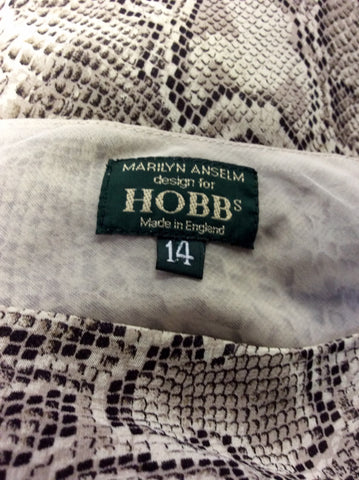 MARILYN ANSELM
design for
HOBBS
Made in England
14